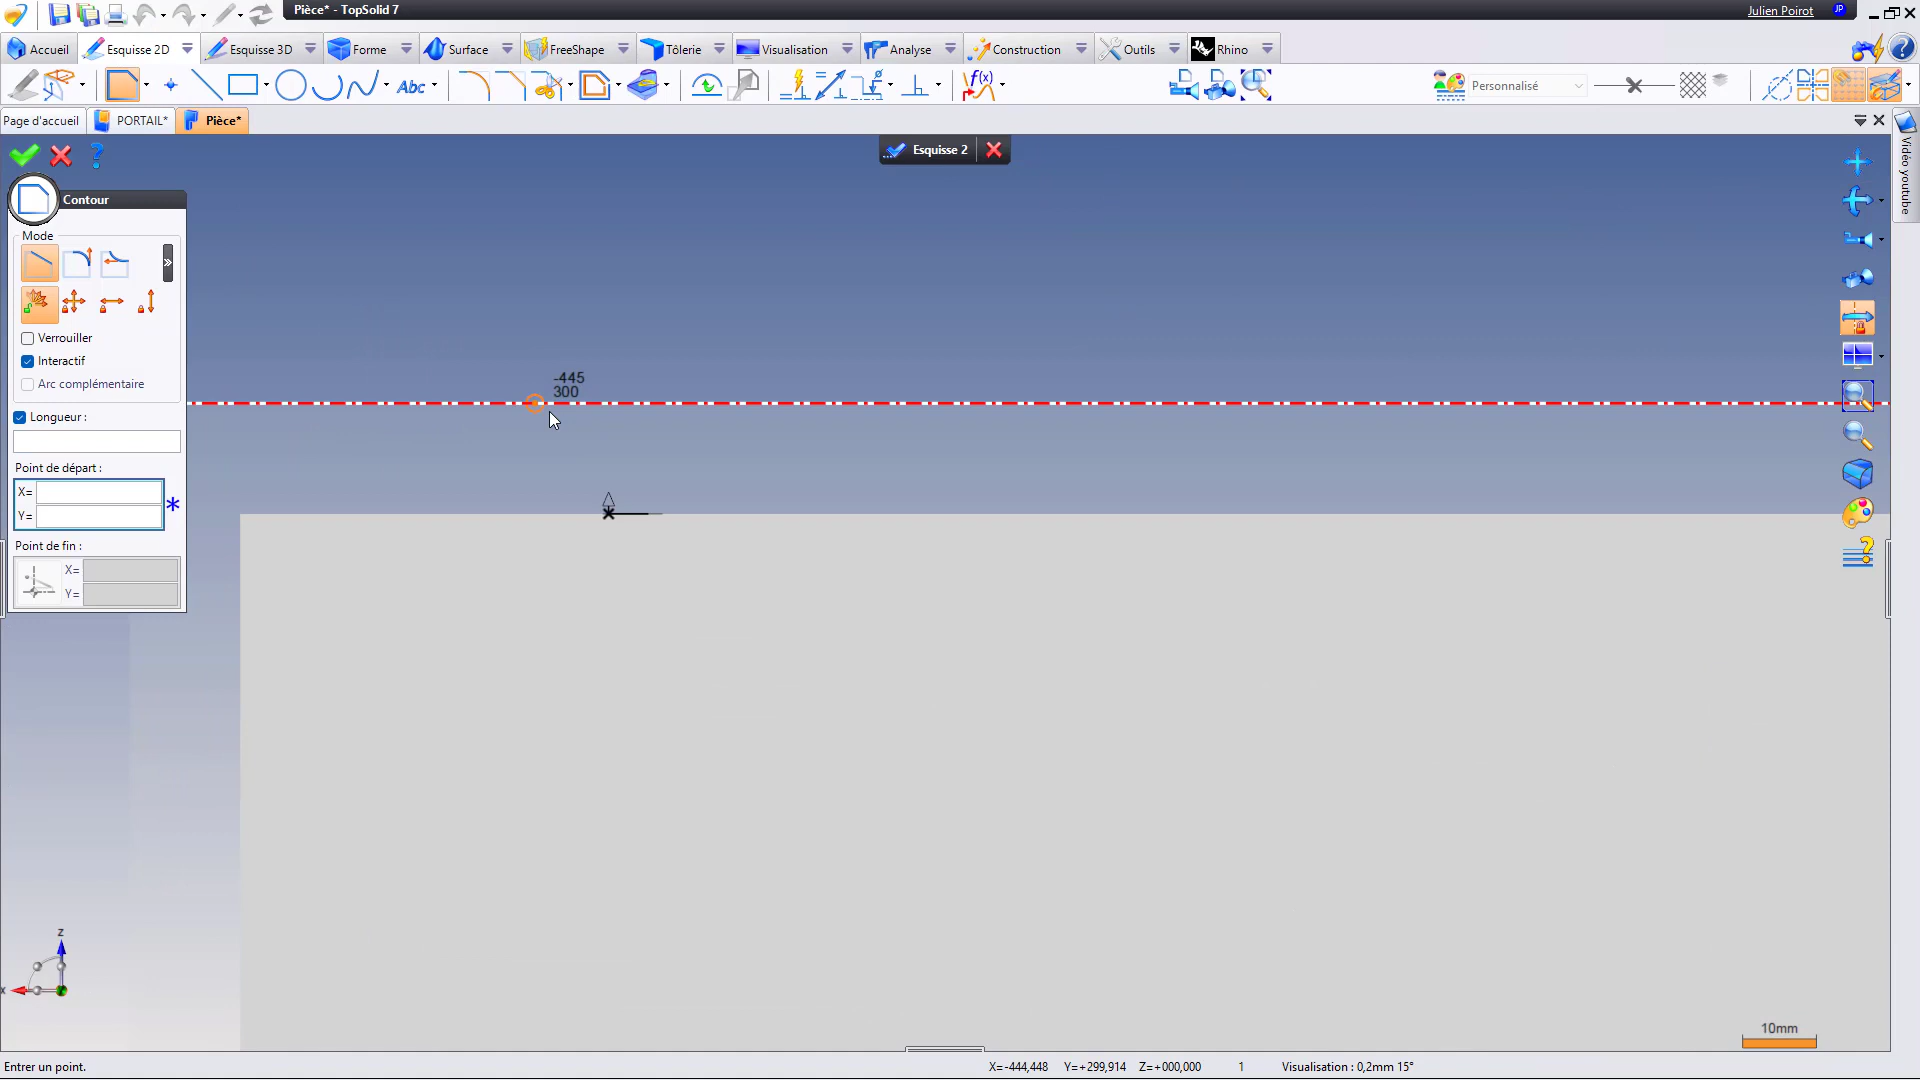 Pièce* - TopSolid 7
Julien Poirot
JP
Accueil
Esquisse 2D
Esquisse 3D
Forme
Surface
FreeShape
Tôlerie
Visualisation
Analyse
Construction
Outils
Rhino
Abc
f(x)
Personnalisé
Page d'accueil
PORTAIL*
Pièce*
Esquisse 2
Vidéo youtube
Contour
Mode
Verrouiller
Interactif
Arc complémentaire
Longueur :
Point de départ :
X=
Y=
Point de fin :
X=
Y=
-445
300
z
x
10mm
Entrer un point.
X=-444,448
Y=+299,914
Z=+000,000
1
Visualisation : 0,2mm 15°